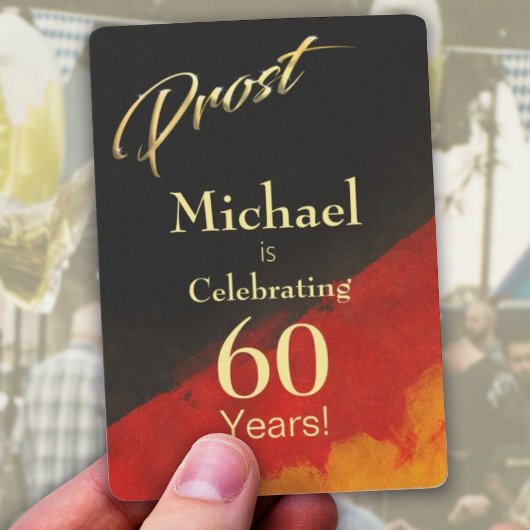 Prost
Michael
is
Celebrating
60
Years!